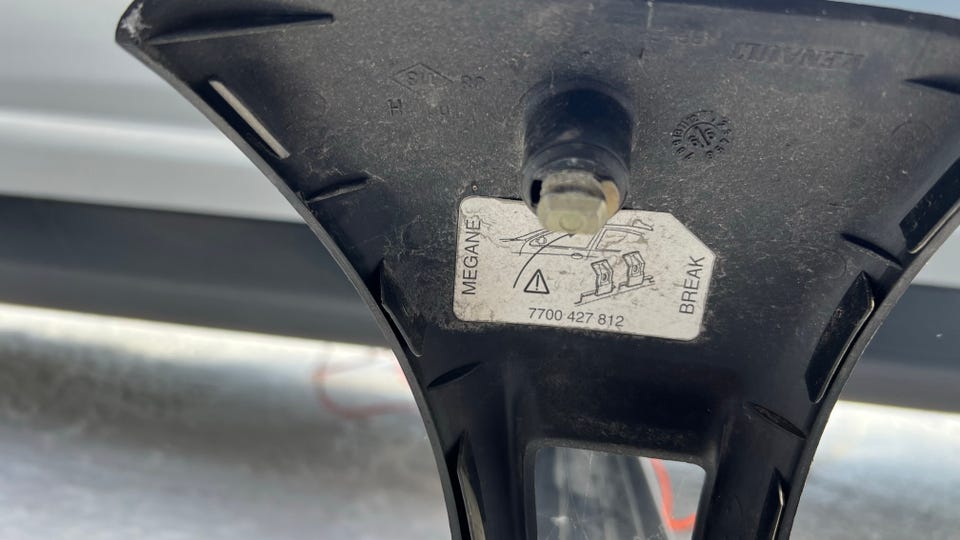 RENAULT
H
MEGANE
BREAK
7700 427 812